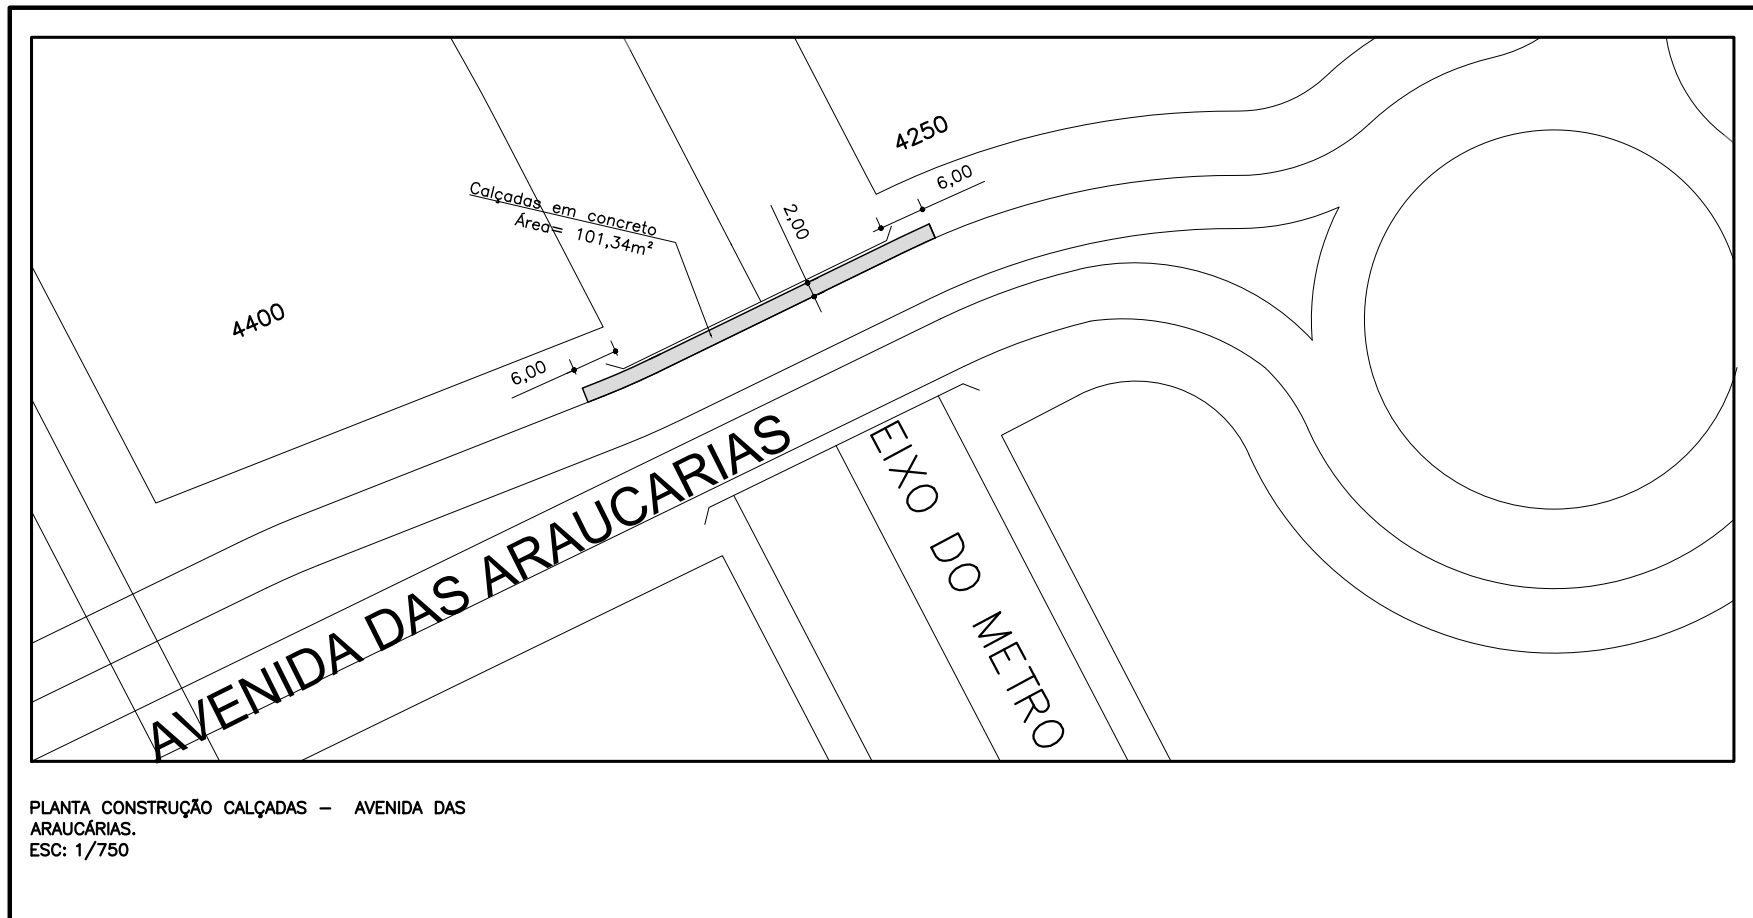 4250
6,00
2,00
Calçadas em concreto
Área= 101,34m²
4400
6,00
AVENIDA DAS ARAUCARIAS
EIXO DO METRO
PLANTA CONSTRUÇÃO CALÇADAS – AVENIDA DAS
ARAUCÁRIAS.
ESC: 1/750